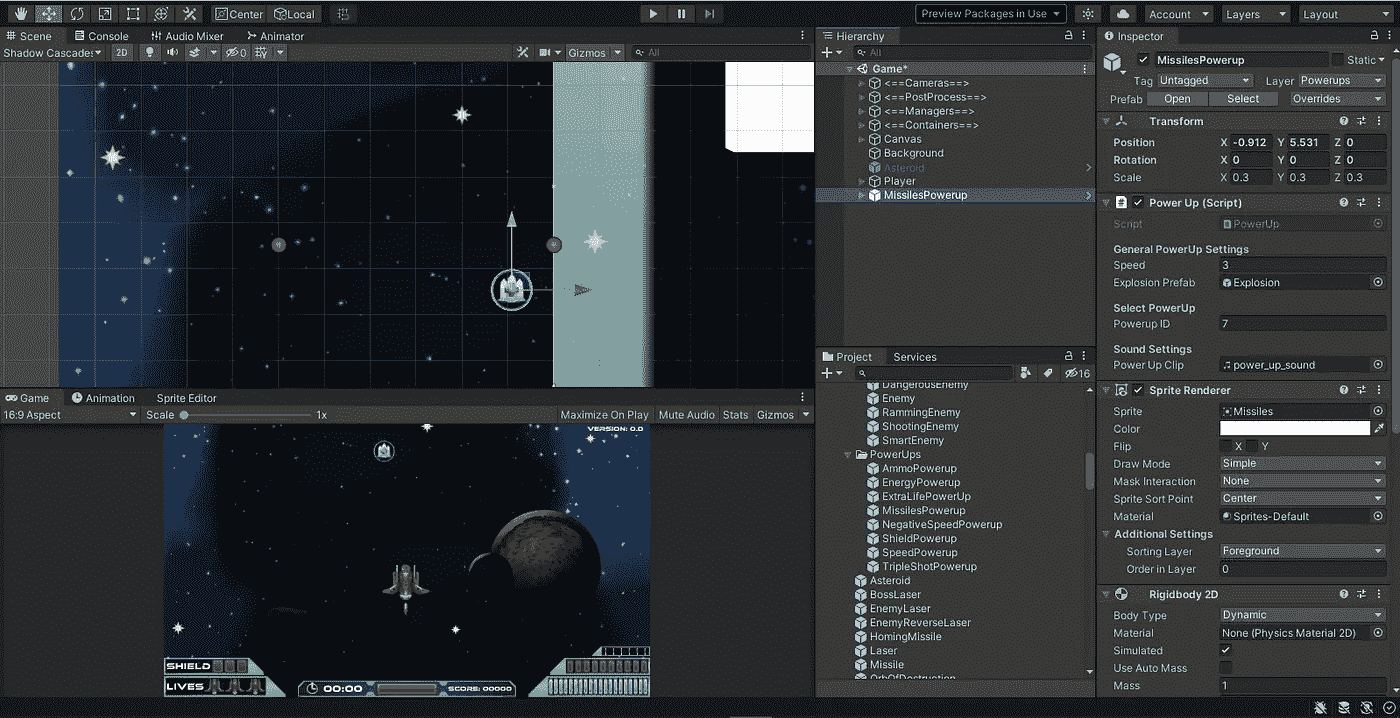 Center Local Preview Packages in Use Account Layers Layout
Scene Console Audio Mixer Animator
Shadow Cascades 2D 0 Gizmos All
Hierarchy
All
Game*
<==Cameras==>
<==PostProcess==>
<==Managers==>
<==Containers==>
Canvas
Background
Asteroid
Player
MissilesPowerup
Game Animation Sprite Editor
16:9 Aspect Scale 1x Maximize On Play Mute Audio Stats Gizmos
VERSION: 0.0
SHIELD
LIVES 00:00 SCORE: 00000
Project Services
16
DangerousEnemy
Enemy
RammingEnemy
ShootingEnemy
SmartEnemy
PowerUps
AmmoPowerup
EnergyPowerup
ExtraLifePowerUp
MissilesPowerup
NegativeSpeedPowerup
ShieldPowerup
SpeedPowerup
TripleShotPowerup
Asteroid
BossLaser
EnemyLaser
EnemyReverseLaser
HomingMissile
Laser
Missile
OrbOfDestruction
Inspector
MissilesPowerup Static
Tag Untagged Layer Powerups
Prefab Open Select Overrides
Transform
Position X -0.912 Y 5.531 Z 0
Rotation X 0 Y 0 Z 0
Scale X 0.3 Y 0.3 Z 0.3
# Power Up (Script)
Script PowerUp
General PowerUp Settings
Speed 3
Explosion Prefab Explosion
Select PowerUp
Powerup ID 7
Sound Settings
Power Up Clip power_up_sound
Sprite Renderer
Sprite Missiles
Color
Flip X Y
Draw Mode Simple
Mask Interaction None
Sprite Sort Point Center
Material Sprites-Default
Additional Settings
Sorting Layer Foreground
Order in Layer 0
Rigidbody 2D
Body Type Dynamic
Material None (Physics Material 2D)
Simulated
Use Auto Mass
Mass 1